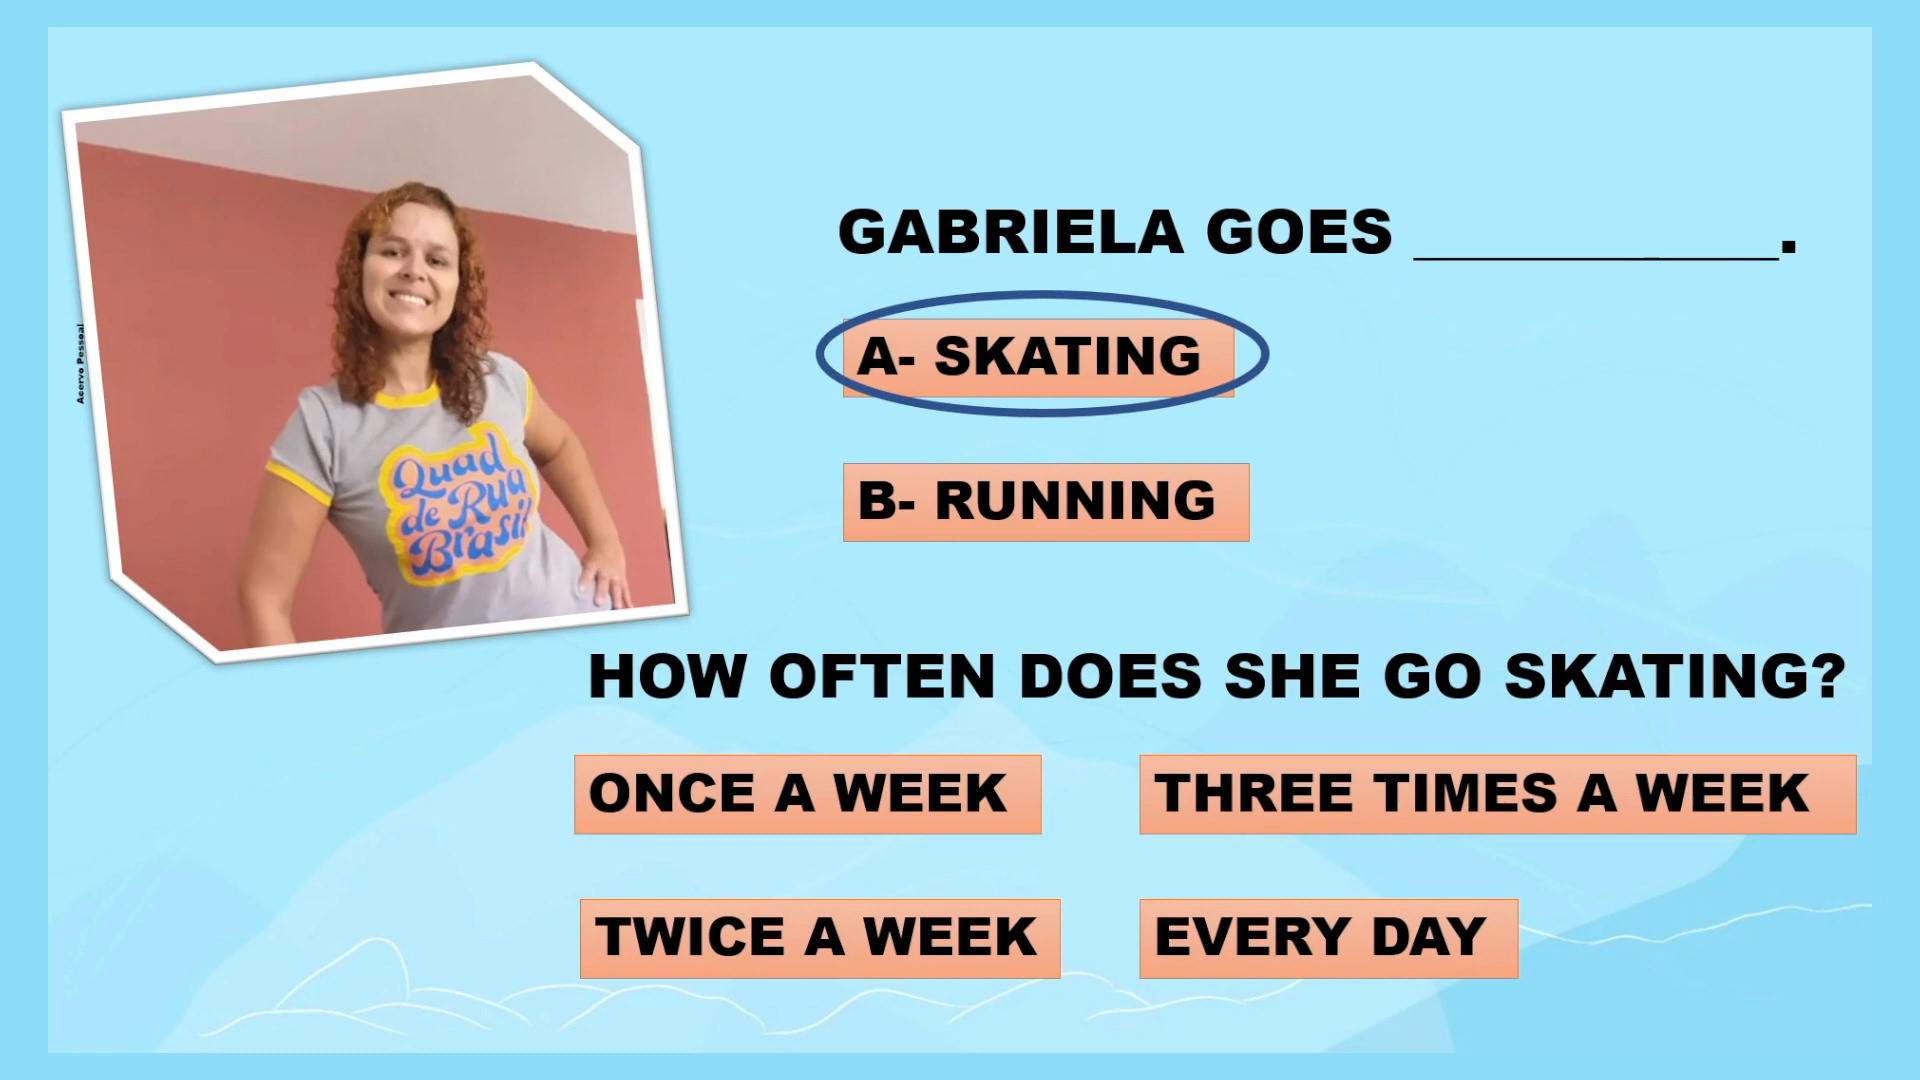 Acervo Pessoal
Quad
de Rua
Brasil
GABRIELA GOES ___________.
A- SKATING
B- RUNNING
HOW OFTEN DOES SHE GO SKATING?
ONCE A WEEK
THREE TIMES A WEEK
TWICE A WEEK
EVERY DAY